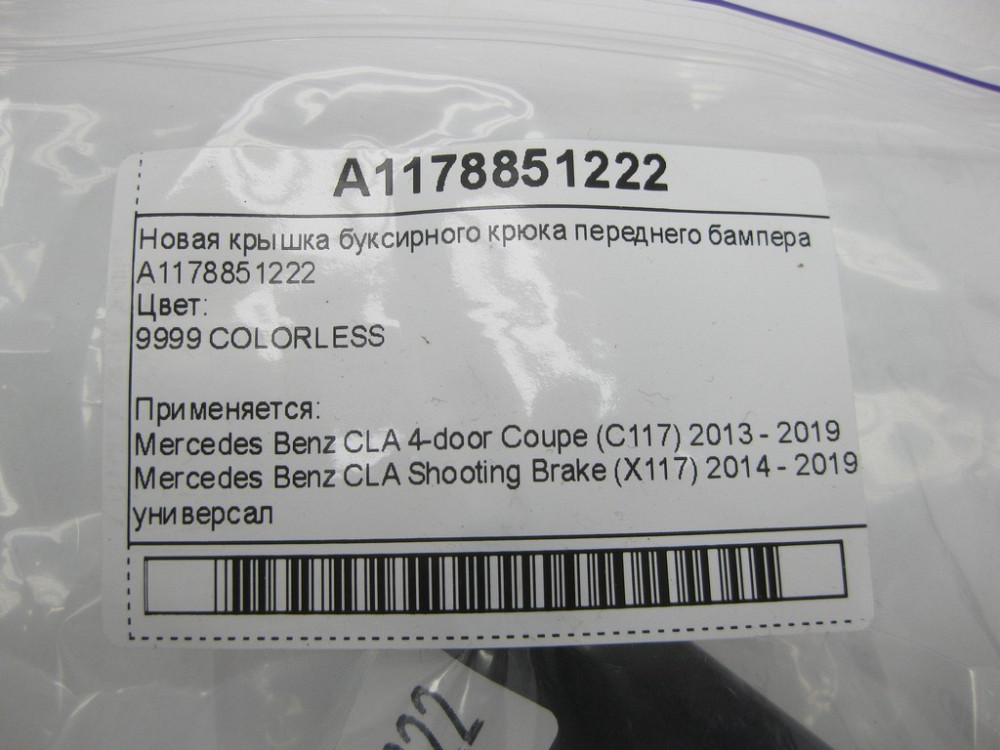 A1178851222
Новая крышка буксирного крюка переднего бампера
A1178851222
Цвет:
9999 COLORLESS
Применяется:
Mercedes Benz CLA 4-door Coupe (C117) 2013 - 2019
Mercedes Benz CLA Shooting Brake (X117) 2014 - 2019
универсал
222